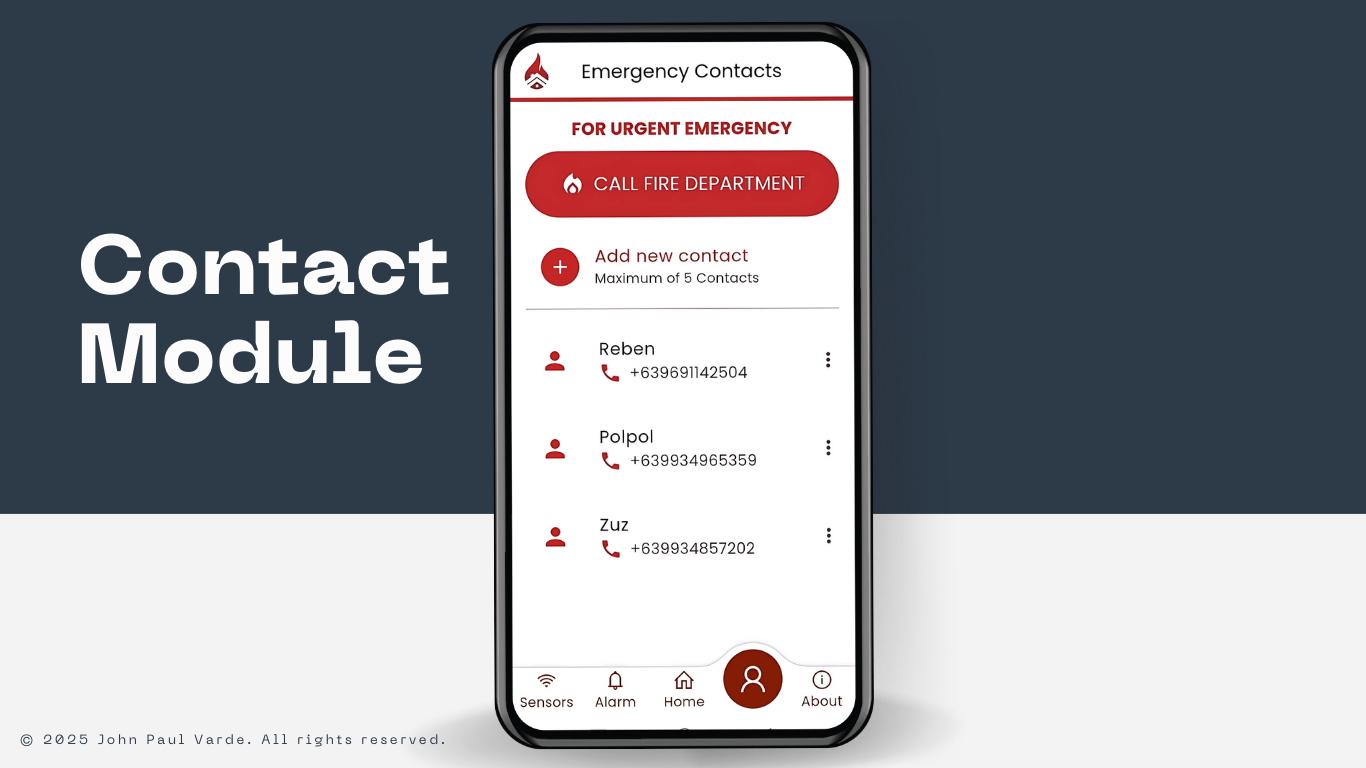 Contact
Module
Emergency Contacts
FOR URGENT EMERGENCY
CALL FIRE DEPARTMENT
Add new contact
Maximum of 5 Contacts
Reben
+639691142504
Polpol
+639934965359
Zuz
+639934857202
Sensors
Alarm
Home
About
© 2025 John Paul Varde. All rights reserved.